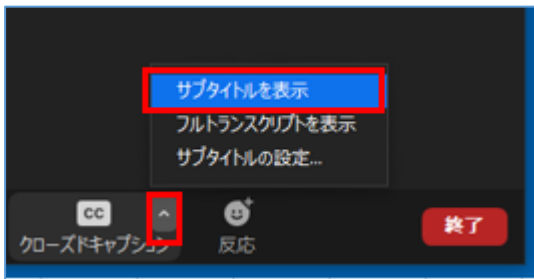 サブタイトルを表示
フルトランスクリプトを表示
サブタイトルの設定...
CC
クローズドキャプション
反応
終了